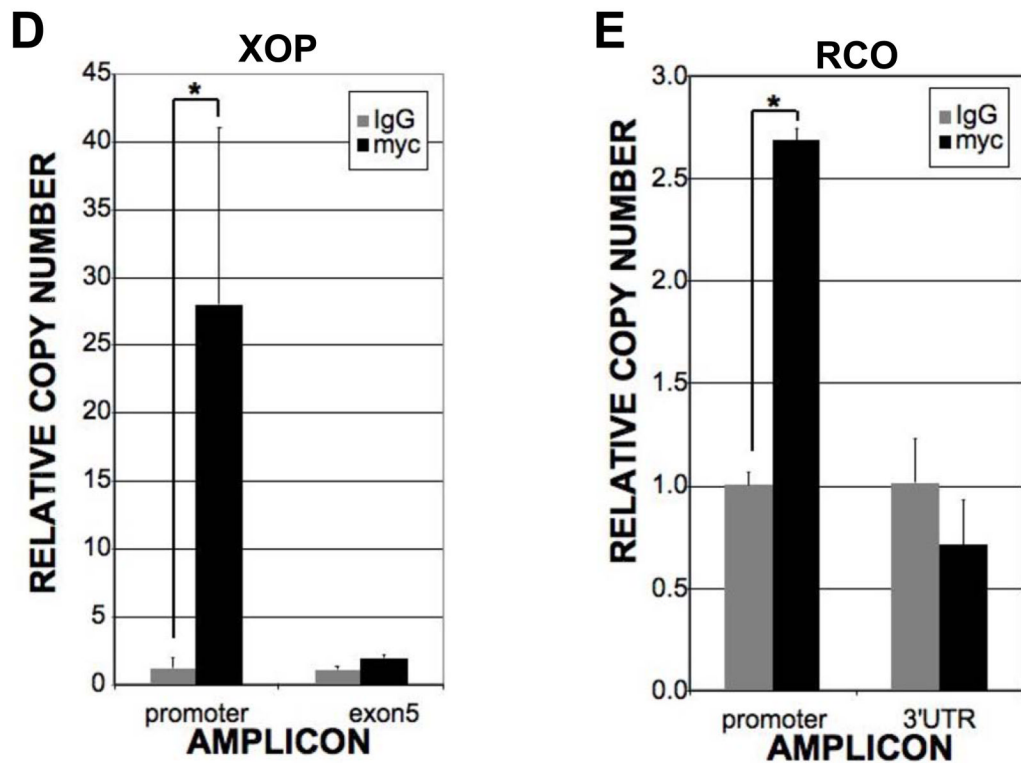 D
XOP
RELATIVE COPY NUMBER
45
40
35
30
25
20
15
10
5
0
*
IgG
myc
promoter
exon5
AMPLICON
E
RCO
RELATIVE COPY NUMBER
3.0
2.5
2.0
1.5
1.0
0.5
0.0
*
IgG
myc
promoter
3'UTR
AMPLICON